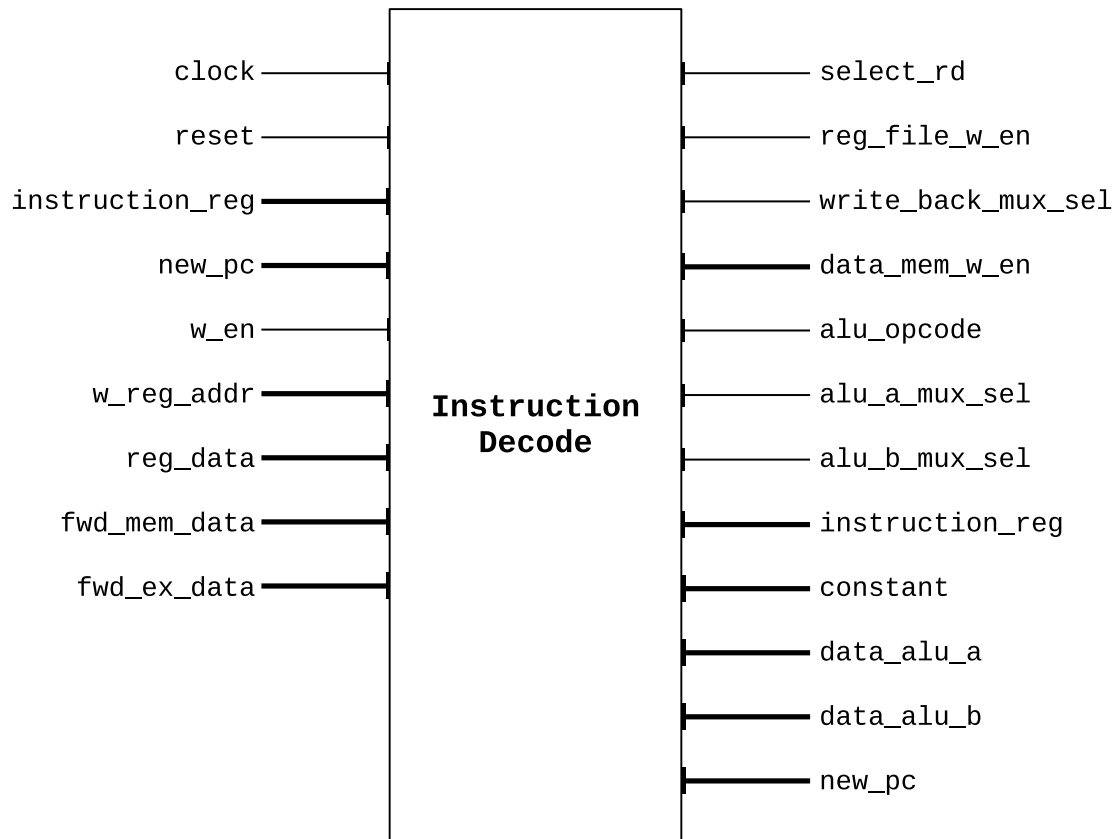 clock
reset
instruction_reg
new_pc
w_en
w_reg_addr
reg_data
fwd_mem_data
fwd_ex_data
Instruction
Decode
select_rd
reg_file_w_en
write_back_mux_sel
data_mem_w_en
alu_opcode
alu_a_mux_sel
alu_b_mux_sel
instruction_reg
constant
data_alu_a
data_alu_b
new_pc